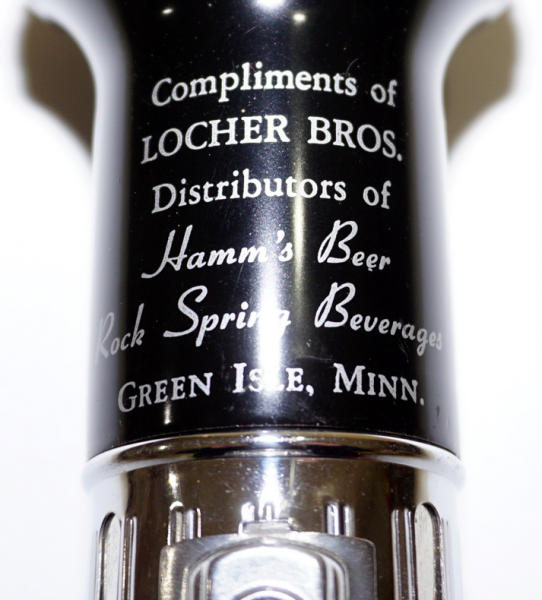 Compliments of
LOCHER BROS.
Distributors of
Hamm's Beer
Rock Spring Beverages
GREEN ISLE, MINN.